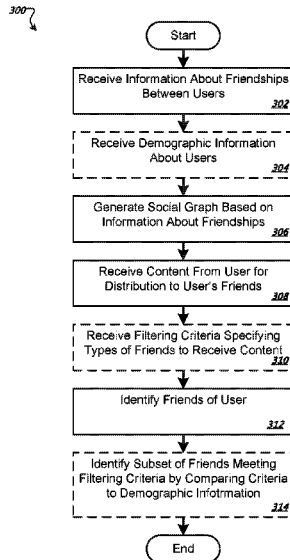 300
Start
Receive Information About Friendships
Between Users
302
Receive Demographic Information
About Users
304
Generate Social Graph Based on
Information About Friendships
306
Receive Content From User for
Distribution to User's Friends
308
Receive Filtering Criteria Specifying
Types of Friends to Receive Content
310
Identify Friends of User
312
Identify Subset of Friends Meeting
Filtering Criteria by Comparing Criteria
to Demographic Infotrmation
314
End